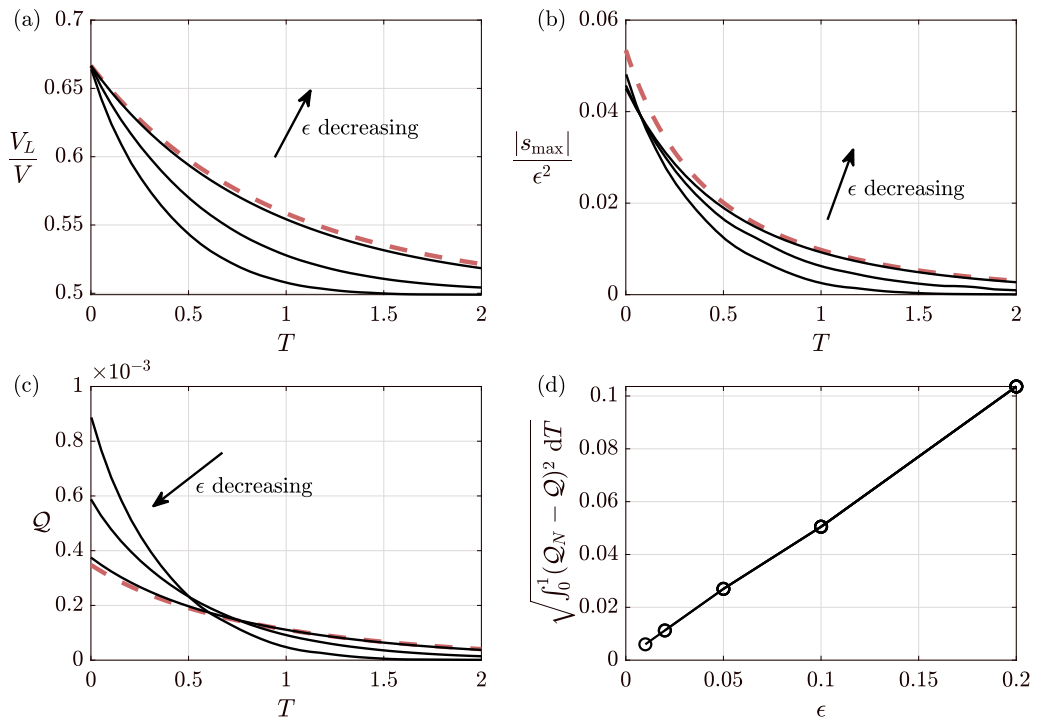 (a)
0.7
0.65
0.6
0.55
0.5
V_L
V
ϵ decreasing
0 0.5 1 1.5 2
T
(b)
0.06
0.04
0.02
0
|s_max|
ϵ²
ϵ decreasing
0 0.5 1 1.5 2
T
(c)
×10⁻³
1
0.8
0.6
0.4
0.2
0
𝒬
ϵ decreasing
0 0.5 1 1.5 2
T
(d)
0.1
0.08
0.06
0.04
0.02
0
√∫₀¹(𝒬_N − 𝒬)² dT
0 0.05 0.1 0.15 0.2
ϵ